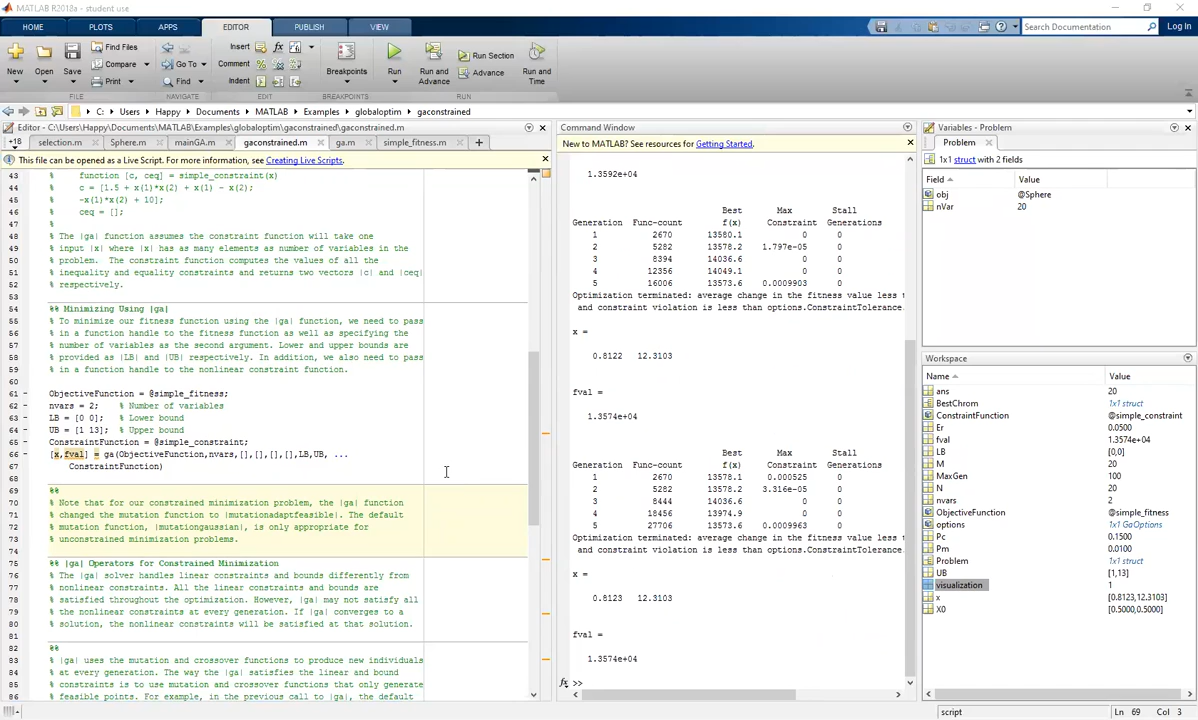 MATLAB R2018a - student use
HOME PLOTS APPS EDITOR PUBLISH VIEW
Search Documentation Log In
New Open Save Find Files Compare Print
Go To Find
Insert Comment Indent
Breakpoints
Run Run and Advance Run Section Advance Run and Time
FILE NAVIGATE EDIT BREAKPOINTS RUN
C: Users Happy Documents MATLAB Examples globaloptim gaconstrained
Editor - C:\Users\Happy\Documents\MATLAB\Examples\globaloptim\gaconstrained\gaconstrained.m
+18 selection.m Sphere.m mainGA.m gaconstrained.m ga.m simple_fitness.m
This file can be opened as a Live Script. For more information, see Creating Live Scripts.
43 % function [c, ceq] = simple_constraint(x)
44 % c = [1.5 + x(1)*x(2) + x(1) - x(2);
45 % -x(1)*x(2) + 10];
46 % ceq = [];
47 %
48 % The |ga| function assumes the constraint function will take one
49 % input |x| where |x| has as many elements as number of variables in the
50 % problem. The constraint function computes the values of all the
51 % inequality and equality constraints and returns two vectors |c| and |ceq|
52 % respectively.
53
54 %% Minimizing Using |ga|
55 % To minimize our fitness function using the |ga| function, we need to pass
56 % in a function handle to the fitness function as well as specifying the
57 % number of variables as the second argument. Lower and upper bounds are
58 % provided as |LB| and |UB| respectively. In addition, we also need to pass
59 % in a function handle to the nonlinear constraint function.
60
61 - ObjectiveFunction = @simple_fitness;
62 - nvars = 2; % Number of variables
63 - LB = [0 0]; % Lower bound
64 - UB = [1 13]; % Upper bound
65 - ConstraintFunction = @simple_constraint;
66 - [x,fval] = ga(ObjectiveFunction,nvars,[],[],[],[],LB,UB, ...
67 ConstraintFunction)
68
69 %%
70 % Note that for our constrained minimization problem, the |ga| function
71 % changed the mutation function to |mutationadaptfeasible|. The default
72 % mutation function, |mutationgaussian|, is only appropriate for
73 % unconstrained minimization problems.
74
75 %% |ga| Operators for Constrained Minimization
76 % The |ga| solver handles linear constraints and bounds differently from
77 % nonlinear constraints. All the linear constraints and bounds are
78 % satisfied throughout the optimization. However, |ga| may not satisfy all
79 % the nonlinear constraints at every generation. If |ga| converges to a
80 % solution, the nonlinear constraints will be satisfied at that solution.
81
82 %%
83 % |ga| uses the mutation and crossover functions to produce new individuals
84 % at every generation. The way the |ga| satisfies the linear and bound
85 % constraints is to use mutation and crossover functions that only generate
86 % feasible points. For example, in the previous call to |ga|, the default
Command Window
New to MATLAB? See resources for Getting Started.
1.3592e+04
Best Max Stall
Generation Func-count f(x) Constraint Generations
1 2670 13580.1 0 0
2 5282 13578.2 1.797e-05 0
3 8394 14036.6 0 0
4 12356 14049.1 0 0
5 16006 13573.6 0.0009903 0
Optimization terminated: average change in the fitness value less t
and constraint violation is less than options.ConstraintTolerance.
x =
0.8122 12.3103
fval =
1.3574e+04
Best Max Stall
Generation Func-count f(x) Constraint Generations
1 2670 13578.1 0.000525 0
2 5282 13578.2 3.316e-05 0
3 8444 14036.6 0 0
4 18456 13974.9 0 0
5 27706 13573.6 0.0009963 0
Optimization terminated: average change in the fitness value less t
and constraint violation is less than options.ConstraintTolerance.
x =
0.8123 12.3103
fval =
1.3574e+04
fx >>
Variables - Problem
Problem
1x1 struct with 2 fields
Field Value
obj @Sphere
nVar 20
Workspace
Name Value
ans 20
BestChrom 1x1 struct
ConstraintFunction @simple_constraint
Er 0.0500
fval 1.3574e+04
LB [0,0]
M 20
MaxGen 100
N 20
nvars 2
ObjectiveFunction @simple_fitness
options 1x1 GaOptions
Pc 0.1500
Pm 0.0100
Problem 1x1 struct
UB [1,13]
visualization 1
x [0.8123,12.3103]
X0 [0.5000,0.5000]
script Ln 69 Col 3